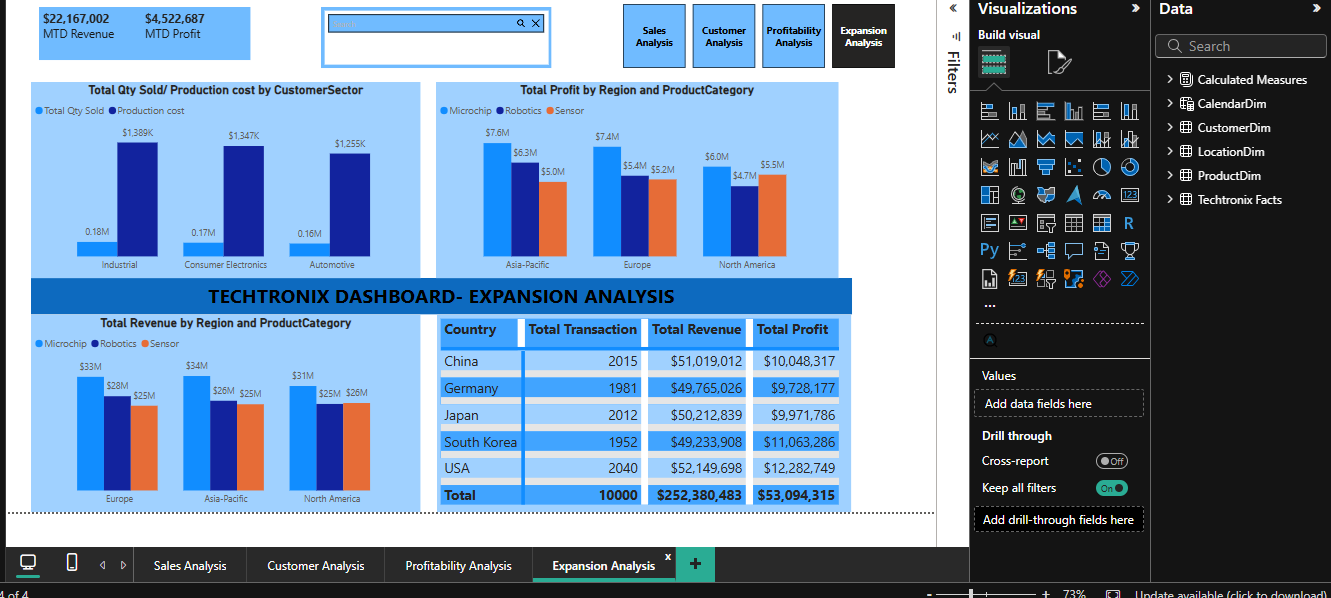 $22,167,002
MTD Revenue
$4,522,687
MTD Profit
Search
Sales
Analysis
Customer
Analysis
Profitability
Analysis
Expansion
Analysis
Total Qty Sold/ Production cost by CustomerSector
Total Qty Sold Production cost
$1,389K
$1,347K
$1,255K
0.18M
0.17M
0.16M
Industrial
Consumer Electronics
Automotive
Total Profit by Region and ProductCategory
Microchip Robotics Sensor
$7.6M
$6.3M
$5.0M
$7.4M
$5.4M
$5.2M
$6.0M
$4.7M
$5.5M
Asia-Pacific
Europe
North America
TECHTRONIX DASHBOARD- EXPANSION ANALYSIS
Total Revenue by Region and ProductCategory
Microchip Robotics Sensor
$33M
$28M
$25M
$34M
$26M
$25M
$31M
$25M
$26M
Europe
Asia-Pacific
North America
Country Total Transaction Total Revenue Total Profit
China 2015 $51,019,012 $10,048,317
Germany 1981 $49,765,026 $9,728,177
Japan 2012 $50,212,839 $9,971,786
South Korea 1952 $49,233,908 $11,063,286
USA 2040 $52,149,698 $12,282,749
Total 10000 $252,380,483 $53,094,315
Filters
Visualizations
Build visual
123
R
Py
123
...
A
Values
Add data fields here
Drill through
Cross-report
Off
Keep all filters
On
Add drill-through fields here
Data
Search
Calculated Measures
CalendarDim
CustomerDim
LocationDim
ProductDim
Techtronix Facts
Sales Analysis
Customer Analysis
Profitability Analysis
Expansion Analysis
x
+
4 of 4
- + 73%
Update available (click to download)